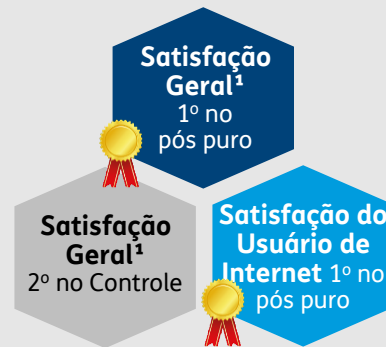 Satisfação
Geral¹
1º no
pós puro
Satisfação
Geral¹
2º no Controle
Satisfação do
Usuário de
Internet 1º no
pós puro